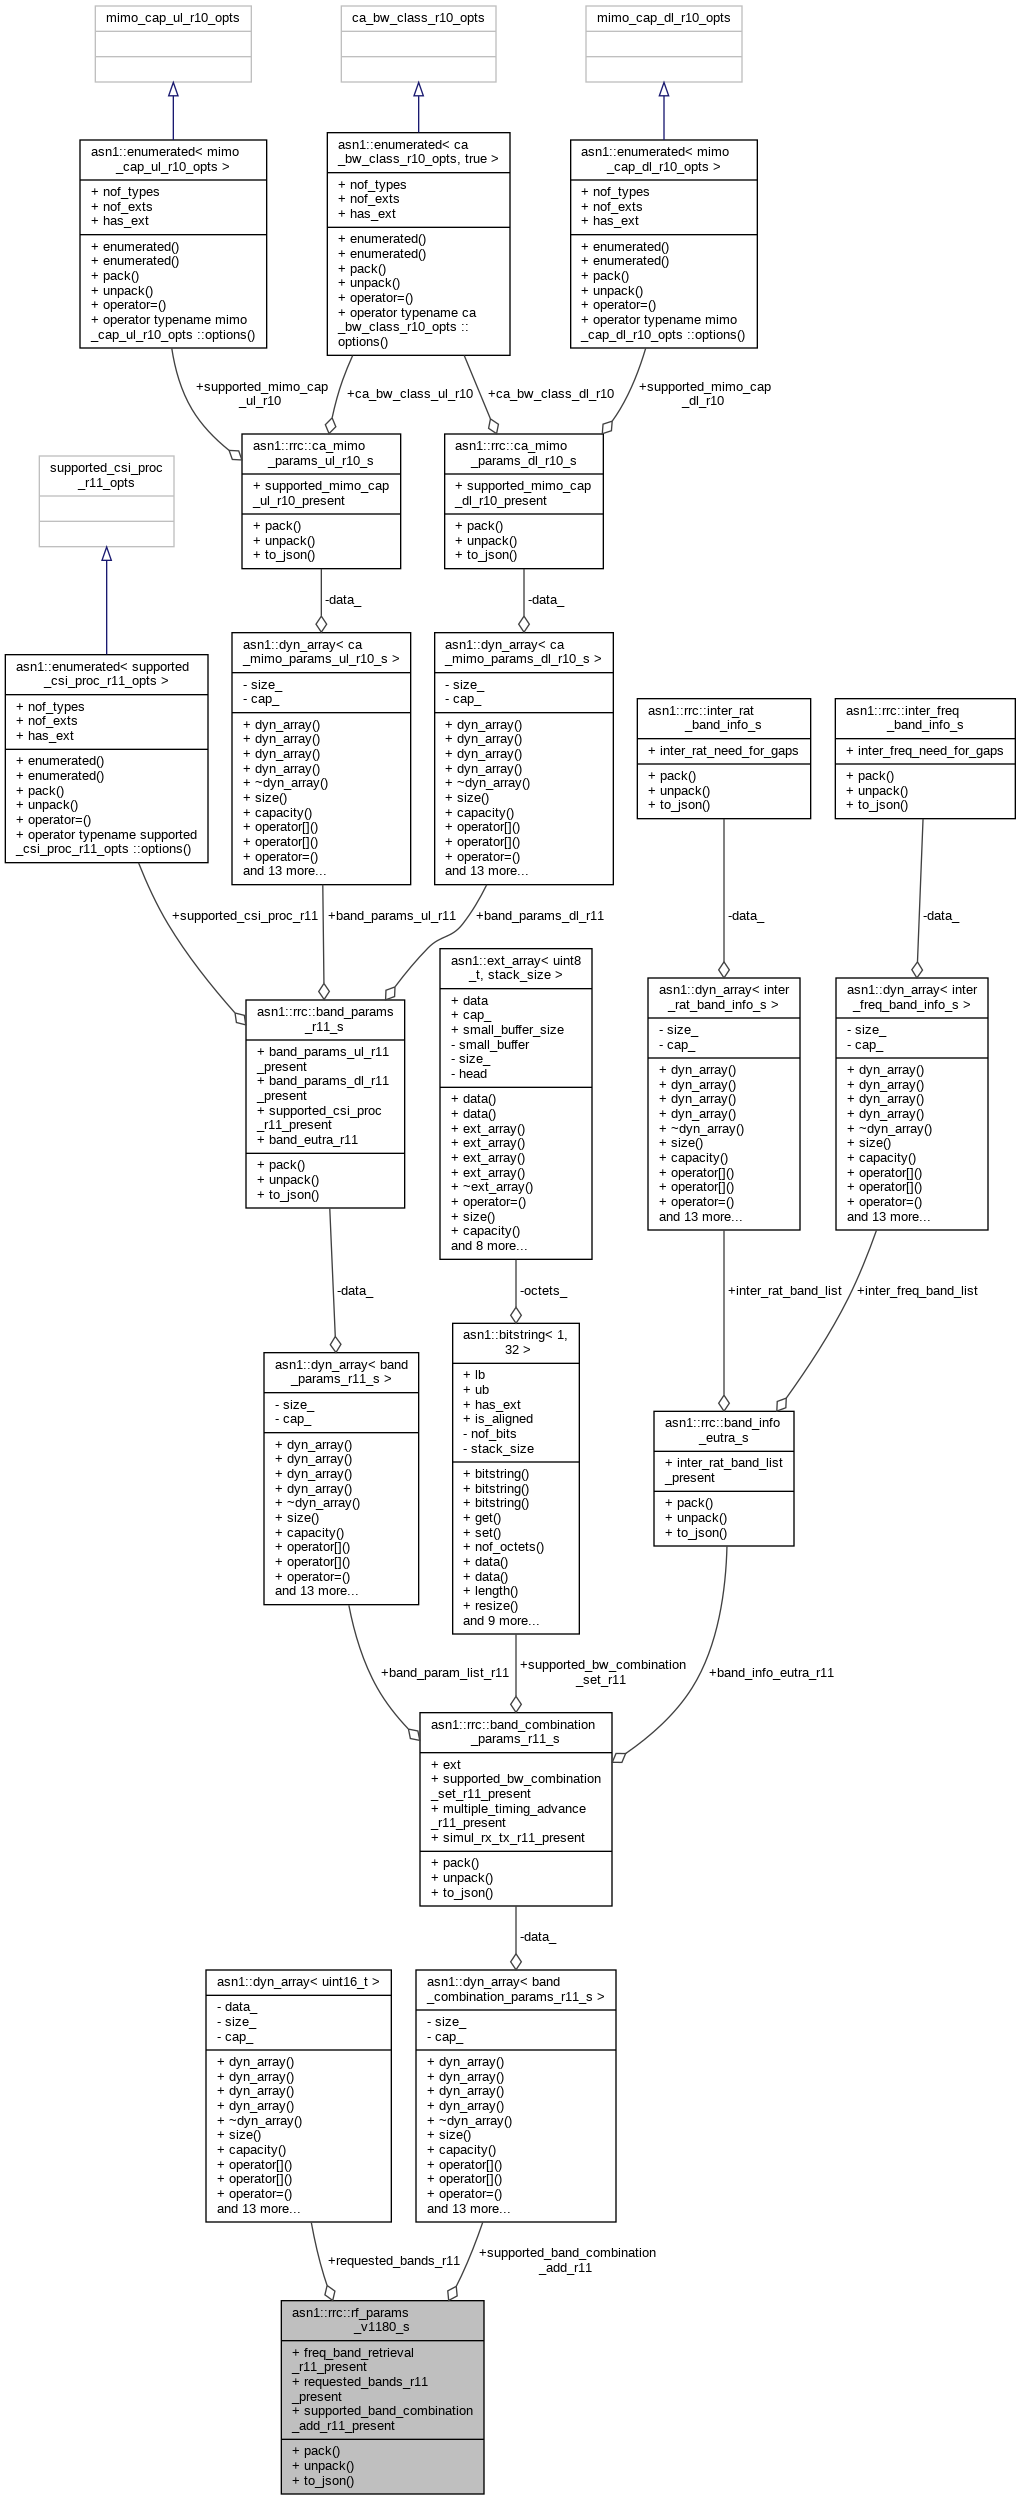 mimo_cap_ul_r10_opts
ca_bw_class_r10_opts
mimo_cap_dl_r10_opts
asn1::enumerated< mimo
_cap_ul_r10_opts >
+ nof_types
+ nof_exts
+ has_ext
+ enumerated()
+ enumerated()
+ pack()
+ unpack()
+ operator=()
+ operator typename mimo
_cap_ul_r10_opts ::options()
asn1::enumerated< ca
_bw_class_r10_opts, true >
+ nof_types
+ nof_exts
+ has_ext
+ enumerated()
+ enumerated()
+ pack()
+ unpack()
+ operator=()
+ operator typename ca
_bw_class_r10_opts ::
options()
asn1::enumerated< mimo
_cap_dl_r10_opts >
+ nof_types
+ nof_exts
+ has_ext
+ enumerated()
+ enumerated()
+ pack()
+ unpack()
+ operator=()
+ operator typename mimo
_cap_dl_r10_opts ::options()
+supported_mimo_cap
_ul_r10
+ca_bw_class_ul_r10
+ca_bw_class_dl_r10
+supported_mimo_cap
_dl_r10
supported_csi_proc
_r11_opts
asn1::rrc::ca_mimo
_params_ul_r10_s
+ supported_mimo_cap
_ul_r10_present
+ pack()
+ unpack()
+ to_json()
asn1::rrc::ca_mimo
_params_dl_r10_s
+ supported_mimo_cap
_dl_r10_present
+ pack()
+ unpack()
+ to_json()
-data_
-data_
asn1::enumerated< supported
_csi_proc_r11_opts >
+ nof_types
+ nof_exts
+ has_ext
+ enumerated()
+ enumerated()
+ pack()
+ unpack()
+ operator=()
+ operator typename supported
_csi_proc_r11_opts ::options()
asn1::dyn_array< ca
_mimo_params_ul_r10_s >
- size_
- cap_
+ dyn_array()
+ dyn_array()
+ dyn_array()
+ dyn_array()
+ ~dyn_array()
+ size()
+ capacity()
+ operator[]()
+ operator[]()
+ operator=()
and 13 more...
asn1::dyn_array< ca
_mimo_params_dl_r10_s >
- size_
- cap_
+ dyn_array()
+ dyn_array()
+ dyn_array()
+ dyn_array()
+ ~dyn_array()
+ size()
+ capacity()
+ operator[]()
+ operator[]()
+ operator=()
and 13 more...
asn1::rrc::inter_rat
_band_info_s
+ inter_rat_need_for_gaps
+ pack()
+ unpack()
+ to_json()
asn1::rrc::inter_freq
_band_info_s
+ inter_freq_need_for_gaps
+ pack()
+ unpack()
+ to_json()
+supported_csi_proc_r11
+band_params_ul_r11
+band_params_dl_r11
-data_
-data_
asn1::rrc::band_params
_r11_s
+ band_params_ul_r11
_present
+ band_params_dl_r11
_present
+ supported_csi_proc
_r11_present
+ band_eutra_r11
+ pack()
+ unpack()
+ to_json()
asn1::ext_array< uint8
_t, stack_size >
+ data
+ cap_
+ small_buffer_size
- small_buffer
- size_
- head
+ data()
+ data()
+ ext_array()
+ ext_array()
+ ext_array()
+ ext_array()
+ ~ext_array()
+ operator=()
+ size()
+ capacity()
and 8 more...
asn1::dyn_array< inter
_rat_band_info_s >
- size_
- cap_
+ dyn_array()
+ dyn_array()
+ dyn_array()
+ dyn_array()
+ ~dyn_array()
+ size()
+ capacity()
+ operator[]()
+ operator[]()
+ operator=()
and 13 more...
asn1::dyn_array< inter
_freq_band_info_s >
- size_
- cap_
+ dyn_array()
+ dyn_array()
+ dyn_array()
+ dyn_array()
+ ~dyn_array()
+ size()
+ capacity()
+ operator[]()
+ operator[]()
+ operator=()
and 13 more...
-data_
-octets_
+inter_rat_band_list
+inter_freq_band_list
asn1::dyn_array< band
_params_r11_s >
- size_
- cap_
+ dyn_array()
+ dyn_array()
+ dyn_array()
+ dyn_array()
+ ~dyn_array()
+ size()
+ capacity()
+ operator[]()
+ operator[]()
+ operator=()
and 13 more...
asn1::bitstring< 1,
32 >
+ lb
+ ub
+ has_ext
+ is_aligned
- nof_bits
- stack_size
+ bitstring()
+ bitstring()
+ bitstring()
+ get()
+ set()
+ nof_octets()
+ data()
+ data()
+ length()
+ resize()
and 9 more...
asn1::rrc::band_info
_eutra_s
+ inter_rat_band_list
_present
+ pack()
+ unpack()
+ to_json()
+band_param_list_r11
+supported_bw_combination
_set_r11
+band_info_eutra_r11
asn1::rrc::band_combination
_params_r11_s
+ ext
+ supported_bw_combination
_set_r11_present
+ multiple_timing_advance
_r11_present
+ simul_rx_tx_r11_present
+ pack()
+ unpack()
+ to_json()
-data_
asn1::dyn_array< uint16_t >
- data_
- size_
- cap_
+ dyn_array()
+ dyn_array()
+ dyn_array()
+ dyn_array()
+ ~dyn_array()
+ size()
+ capacity()
+ operator[]()
+ operator[]()
+ operator=()
and 13 more...
asn1::dyn_array< band
_combination_params_r11_s >
- size_
- cap_
+ dyn_array()
+ dyn_array()
+ dyn_array()
+ dyn_array()
+ ~dyn_array()
+ size()
+ capacity()
+ operator[]()
+ operator[]()
+ operator=()
and 13 more...
+requested_bands_r11
+supported_band_combination
_add_r11
asn1::rrc::rf_params
_v1180_s
+ freq_band_retrieval
_r11_present
+ requested_bands_r11
_present
+ supported_band_combination
_add_r11_present
+ pack()
+ unpack()
+ to_json()